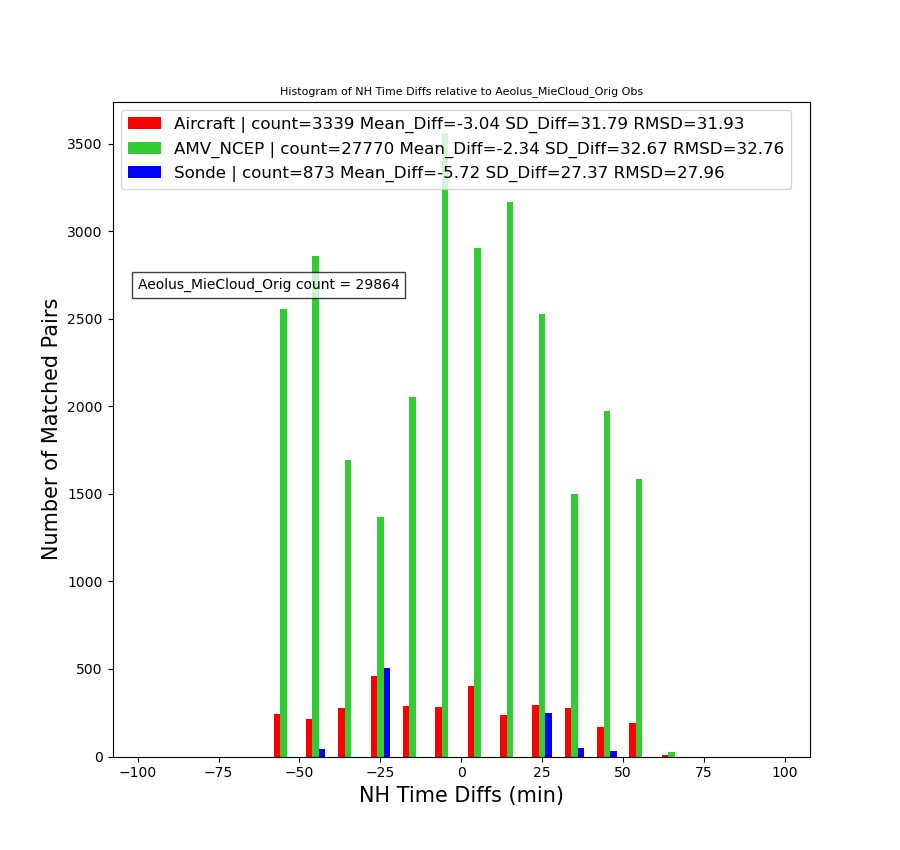 Histogram of NH Time Diffs relative to Aeolus_MieCloud_Orig Obs
Aircraft | count=3339 Mean_Diff=-3.04 SD_Diff=31.79 RMSD=31.93
AMV_NCEP | count=27770 Mean_Diff=-2.34 SD_Diff=32.67 RMSD=32.76
Sonde | count=873 Mean_Diff=-5.72 SD_Diff=27.37 RMSD=27.96
Aeolus_MieCloud_Orig count = 29864
Number of Matched Pairs
3500
3000
2500
2000
1500
1000
500
0
−100 −75 −50 −25 0 25 50 75 100
NH Time Diffs (min)